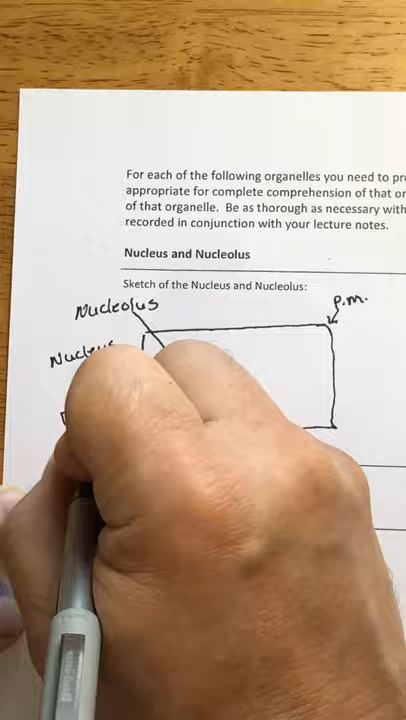 For each of the following organelles you need to
appropriate for complete comprehension of that
of that organelle. Be as thorough as necessary with
recorded in conjunction with your lecture notes.
Nucleus and Nucleolus
Sketch of the Nucleus and Nucleolus:
Nucleolus
p.m.
Nucleus